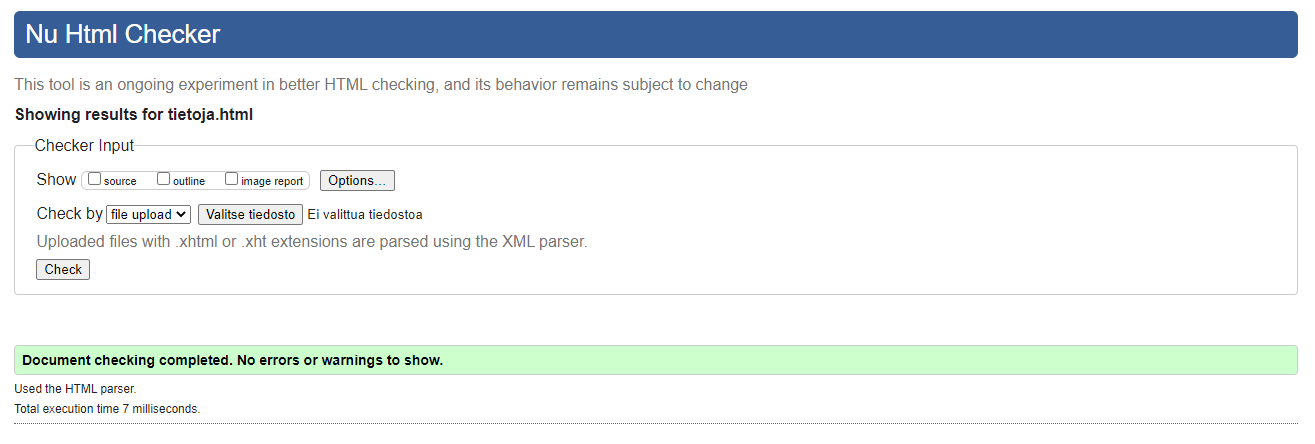 Nu Html Checker
This tool is an ongoing experiment in better HTML checking, and its behavior remains subject to change
Showing results for tietoja.html
Checker Input
Show source outline image report Options...
Check by file upload Valitse tiedosto Ei valittua tiedostoa
Uploaded files with .xhtml or .xht extensions are parsed using the XML parser.
Check
Document checking completed. No errors or warnings to show.
Used the HTML parser.
Total execution time 7 milliseconds.